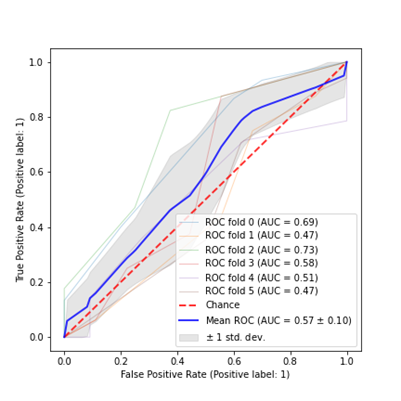 True Positive Rate (Positive label: 1)
1.0
0.8
0.6
0.4
0.2
0.0
ROC fold 0 (AUC = 0.69)
ROC fold 1 (AUC = 0.47)
ROC fold 2 (AUC = 0.73)
ROC fold 3 (AUC = 0.58)
ROC fold 4 (AUC = 0.51)
ROC fold 5 (AUC = 0.47)
Chance
Mean ROC (AUC = 0.57 ± 0.10)
± 1 std. dev.
0.0 0.2 0.4 0.6 0.8 1.0
False Positive Rate (Positive label: 1)